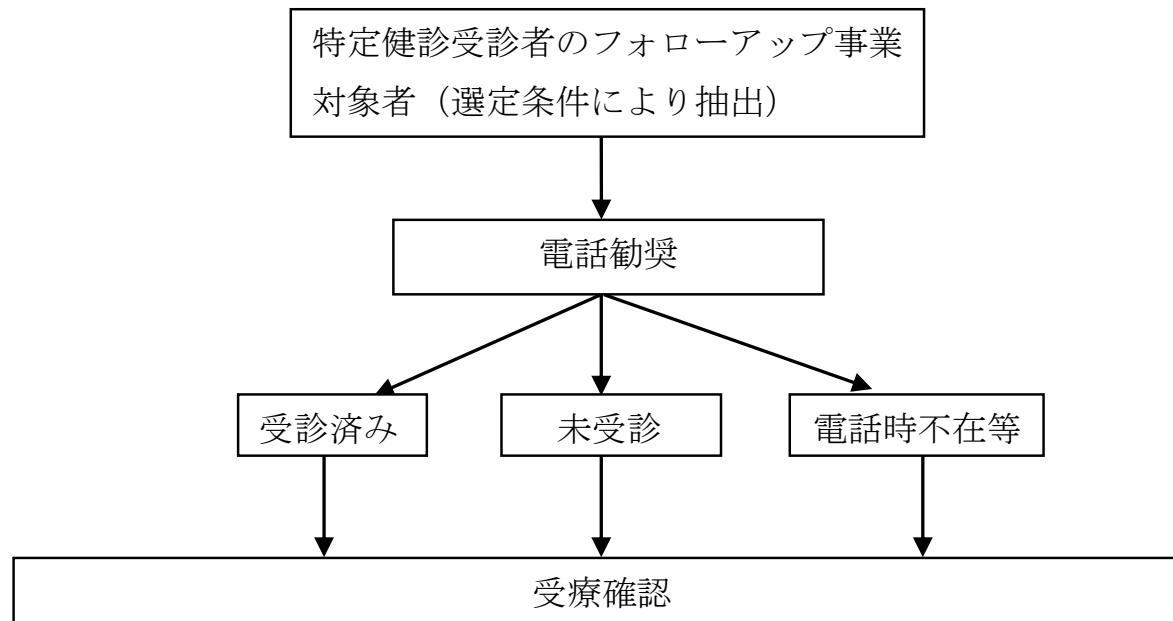 特定健診受診者のフォローアップ事業
対象者（選定条件により抽出）
電話勧奨
受診済み
未受診
電話時不在等
受療確認